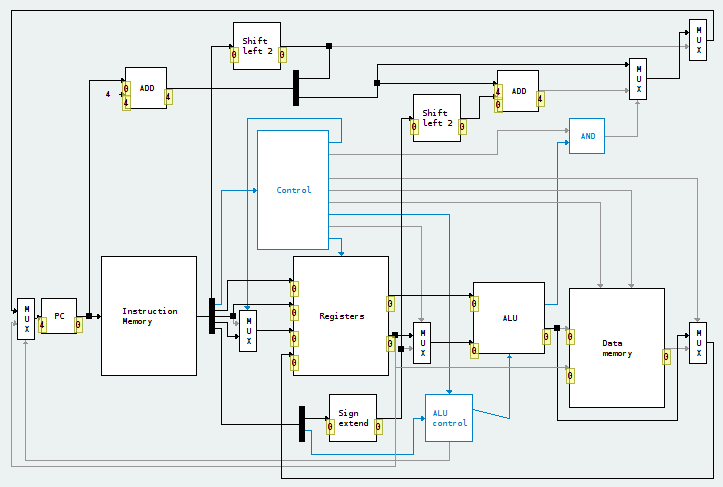 M
U
X
Shift
left 2
0
0
ADD
0
4
4
4
M
U
X
ADD
4
0
4
Shift
left 2
0
0
AND
Control
M
U
X
4
PC
0
Instruction
Memory
M
U
X
Registers
0
0
0
0
0
0
M
U
X
ALU
0
0
0
Data
memory
0
0
0
M
U
X
Sign
extend
0
0
ALU
control